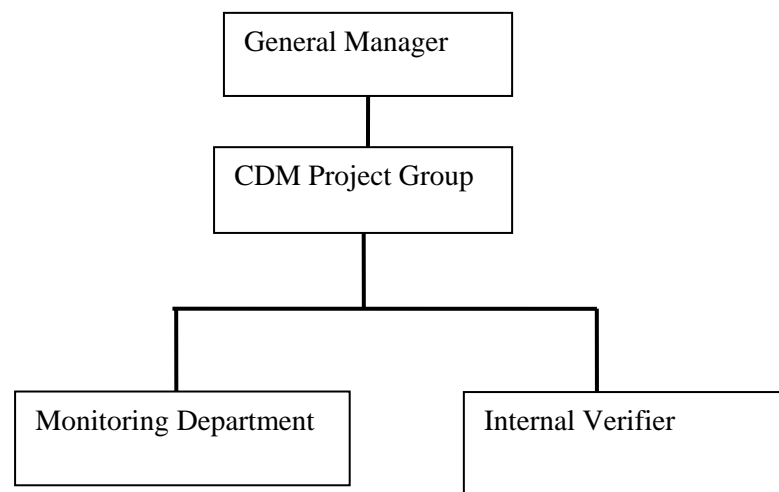 General Manager
CDM Project Group
Monitoring Department
Internal Verifier